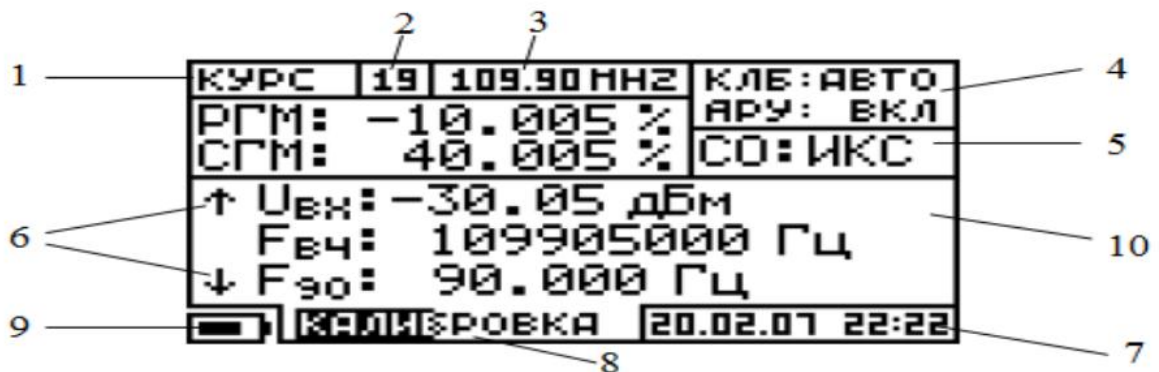 2 3
1 КУРС 19 109.90 MHZ КЛБ:АВТО 4
АРУ: ВКЛ
РГМ: -10.005 %
СГМ: 40.005 % СО:ИКС 5
↑ Uвх:-30.05 дБм
6 Fвч: 109905000 Гц 10
↓ F90: 90.000 Гц
9 КАЛИБРОВКА 20.02.07 22:22 7
8